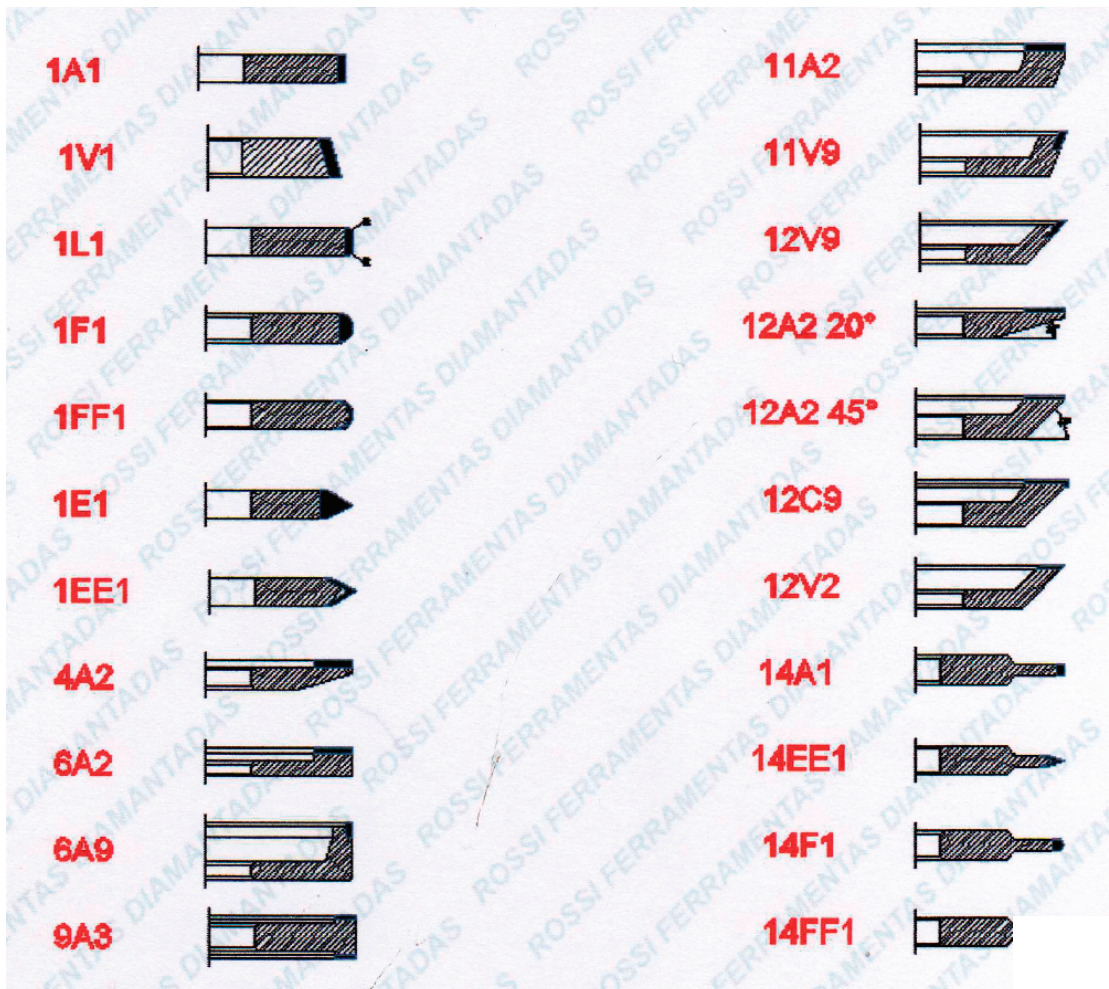 1A1
1V1
1L1
1F1
1FF1
1E1
1EE1
4A2
6A2
6A9
9A3
11A2
11V9
12V9
12A2 20°
12A2 45°
12C9
12V2
14A1
14EE1
14F1
14FF1
ROSSI FERRAMENTAS DIAMANTADAS